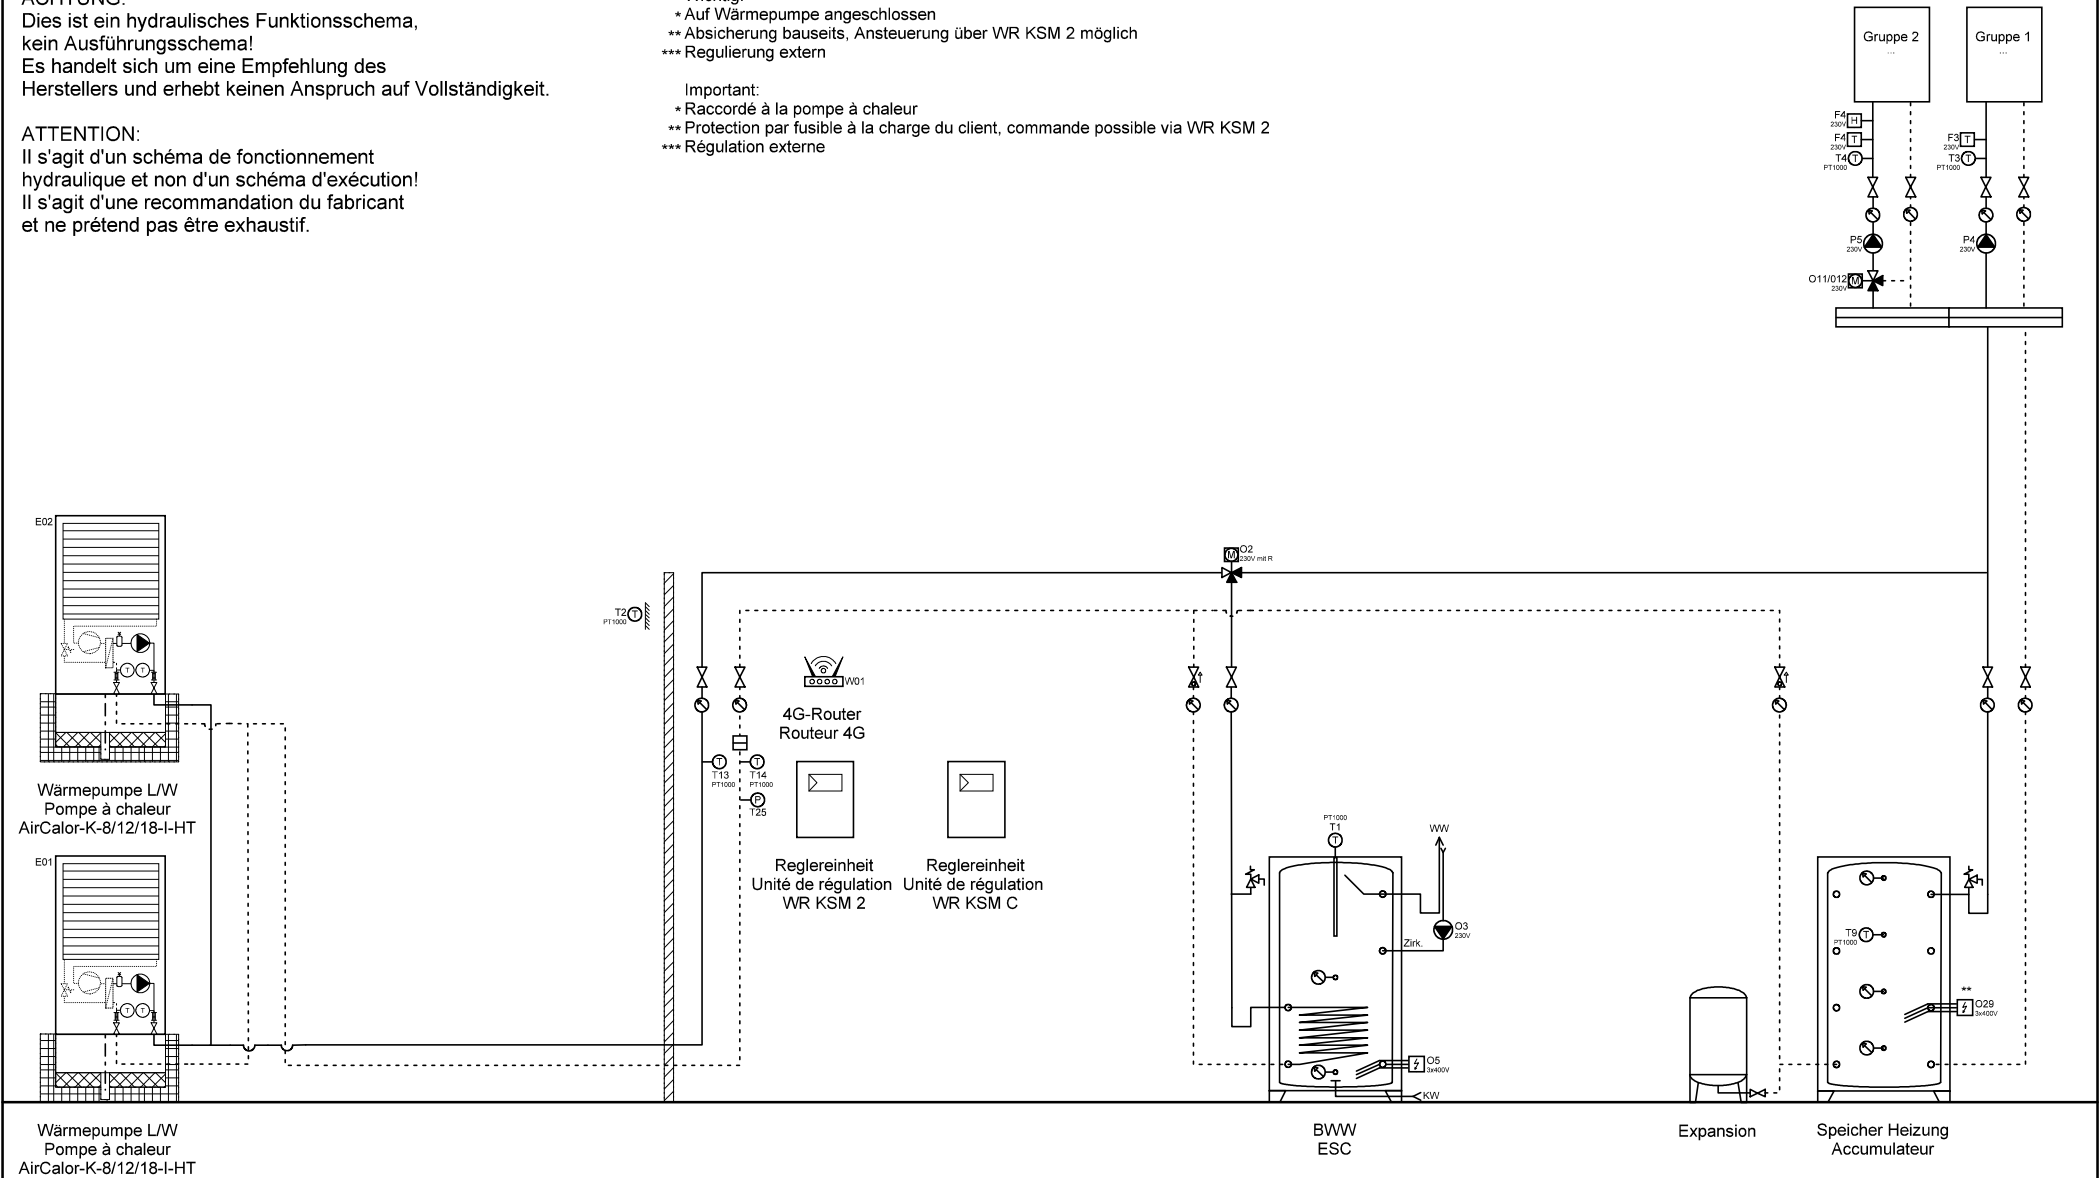 ACHTUNG:
Dies ist ein hydraulisches Funktionsschema,
kein Ausführungsschema!
Es handelt sich um eine Empfehlung des
Herstellers und erhebt keinen Anspruch auf Vollständigkeit.
ATTENTION:
Il s'agit d'un schéma de fonctionnement
hydraulique et non d'un schéma d'exécution!
Il s'agit d'une recommandation du fabricant
et ne prétend pas être exhaustif.
Wichtig:
* Auf Wärmepumpe angeschlossen
** Absicherung bauseits, Ansteuerung über WR KSM 2 möglich
*** Regulierung extern
Important:
* Raccordé à la pompe à chaleur
** Protection par fusible à la charge du client, commande possible via WR KSM 2
*** Régulation externe
Gruppe 2
...
Gruppe 1
...
F4
230V
H
F4
230V
T
T4
PT1000
T
F3
230V
T
T3
PT1000
T
P5
230V
P4
230V
O11/012
230V
M
E02
T T
Wärmepumpe L/W
Pompe à chaleur
AirCalor-K-8/12/18-I-HT
E01
T T
Wärmepumpe L/W
Pompe à chaleur
AirCalor-K-8/12/18-I-HT
T2
PT1000
T
M
O2
230V mit R
W01
4G-Router
Routeur 4G
T
T13
PT1000
T
T14
PT1000
P
T25
Reglereinheit
Unité de régulation
WR KSM 2
Reglereinheit
Unité de régulation
WR KSM C
PT1000
T1
T
WW
O3
230V
Zirk.
O5
3x400V
KW
BWW
ESC
Expansion
T9
PT1000
T
**
O29
3x400V
Speicher Heizung
Accumulateur